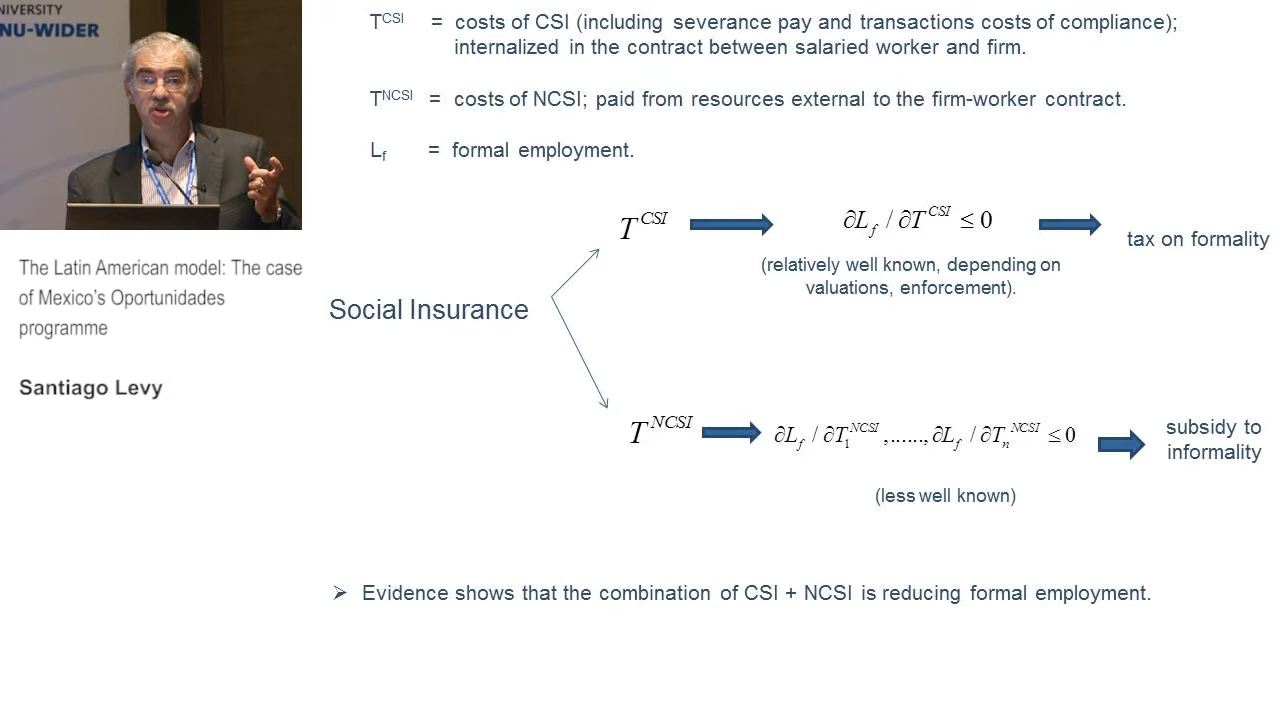 NIVERSITY
NU-WIDER
The Latin American model: The case
of Mexico's Oportunidades
programme
Santiago Levy
T^CSI = costs of CSI (including severance pay and transactions costs of compliance);
internalized in the contract between salaried worker and firm.
T^NCSI = costs of NCSI; paid from resources external to the firm-worker contract.
L_f = formal employment.
Social Insurance
T^CSI
∂L_f / ∂T^CSI ≤ 0
tax on formality
(relatively well known, depending on
valuations, enforcement).
T^NCSI
∂L_f / ∂T_1^NCSI ,......, ∂L_f / ∂T_n^NCSI ≤ 0
subsidy to
informality
(less well known)
➢ Evidence shows that the combination of CSI + NCSI is reducing formal employment.